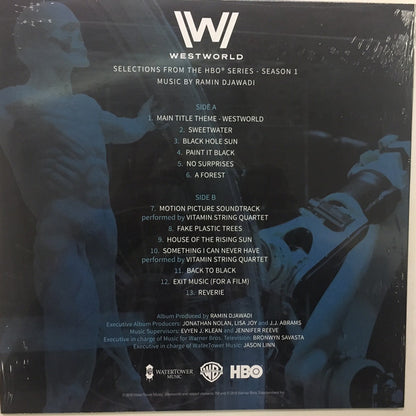 WESTWORLD
SELECTIONS FROM THE HBO® SERIES - SEASON 1
MUSIC BY RAMIN DJAWADI
SIDE A
1. MAIN TITLE THEME - WESTWORLD
2. SWEETWATER
3. BLACK HOLE SUN
4. PAINT IT BLACK
5. NO SURPRISES
6. A FOREST
SIDE B
7. MOTION PICTURE SOUNDTRACK
performed by VITAMIN STRING QUARTET
8. FAKE PLASTIC TREES
9. HOUSE OF THE RISING SUN
10. SOMETHING I CAN NEVER HAVE
performed by VITAMIN STRING QUARTET
11. BACK TO BLACK
12. EXIT MUSIC (FOR A FILM)
13. REVERIE
Album Produced by RAMIN DJAWADI
Executive Album Producers: JONATHAN NOLAN, LISA JOY and J.J. ABRAMS
Music Supervisors: EVYEN J. KLEAN and JENNIFER REEVE
Executive in charge of Music for Warner Bros. Television: BRONWYN SAVASTA
Executive in charge of WaterTower Music: JASON LINN
WATERTOWER
MUSIC
WB
HBO